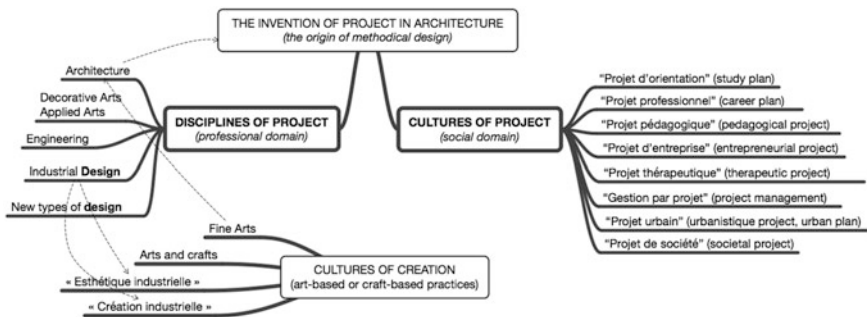 THE INVENTION OF PROJECT IN ARCHITECTURE
(the origin of methodical design)
Architecture
Decorative Arts
Applied Arts
Engineering
Industrial Design
New types of design
DISCIPLINES OF PROJECT
(professional domain)
CULTURES OF PROJECT
(social domain)
"Projet d'orientation" (study plan)
"Projet professionnel" (career plan)
"Projet pédagogique" (pedagogical project)
"Projet d'entreprise" (entrepreneurial project)
"Projet thérapeutique" (therapeutic project)
"Gestion par projet" (project management)
"Projet urbain" (urbanistique project, urban plan)
"Projet de société" (societal project)
Fine Arts
Arts and crafts
« Esthétique industrielle »
« Création industrielle »
CULTURES OF CREATION
(art-based or craft-based practices)